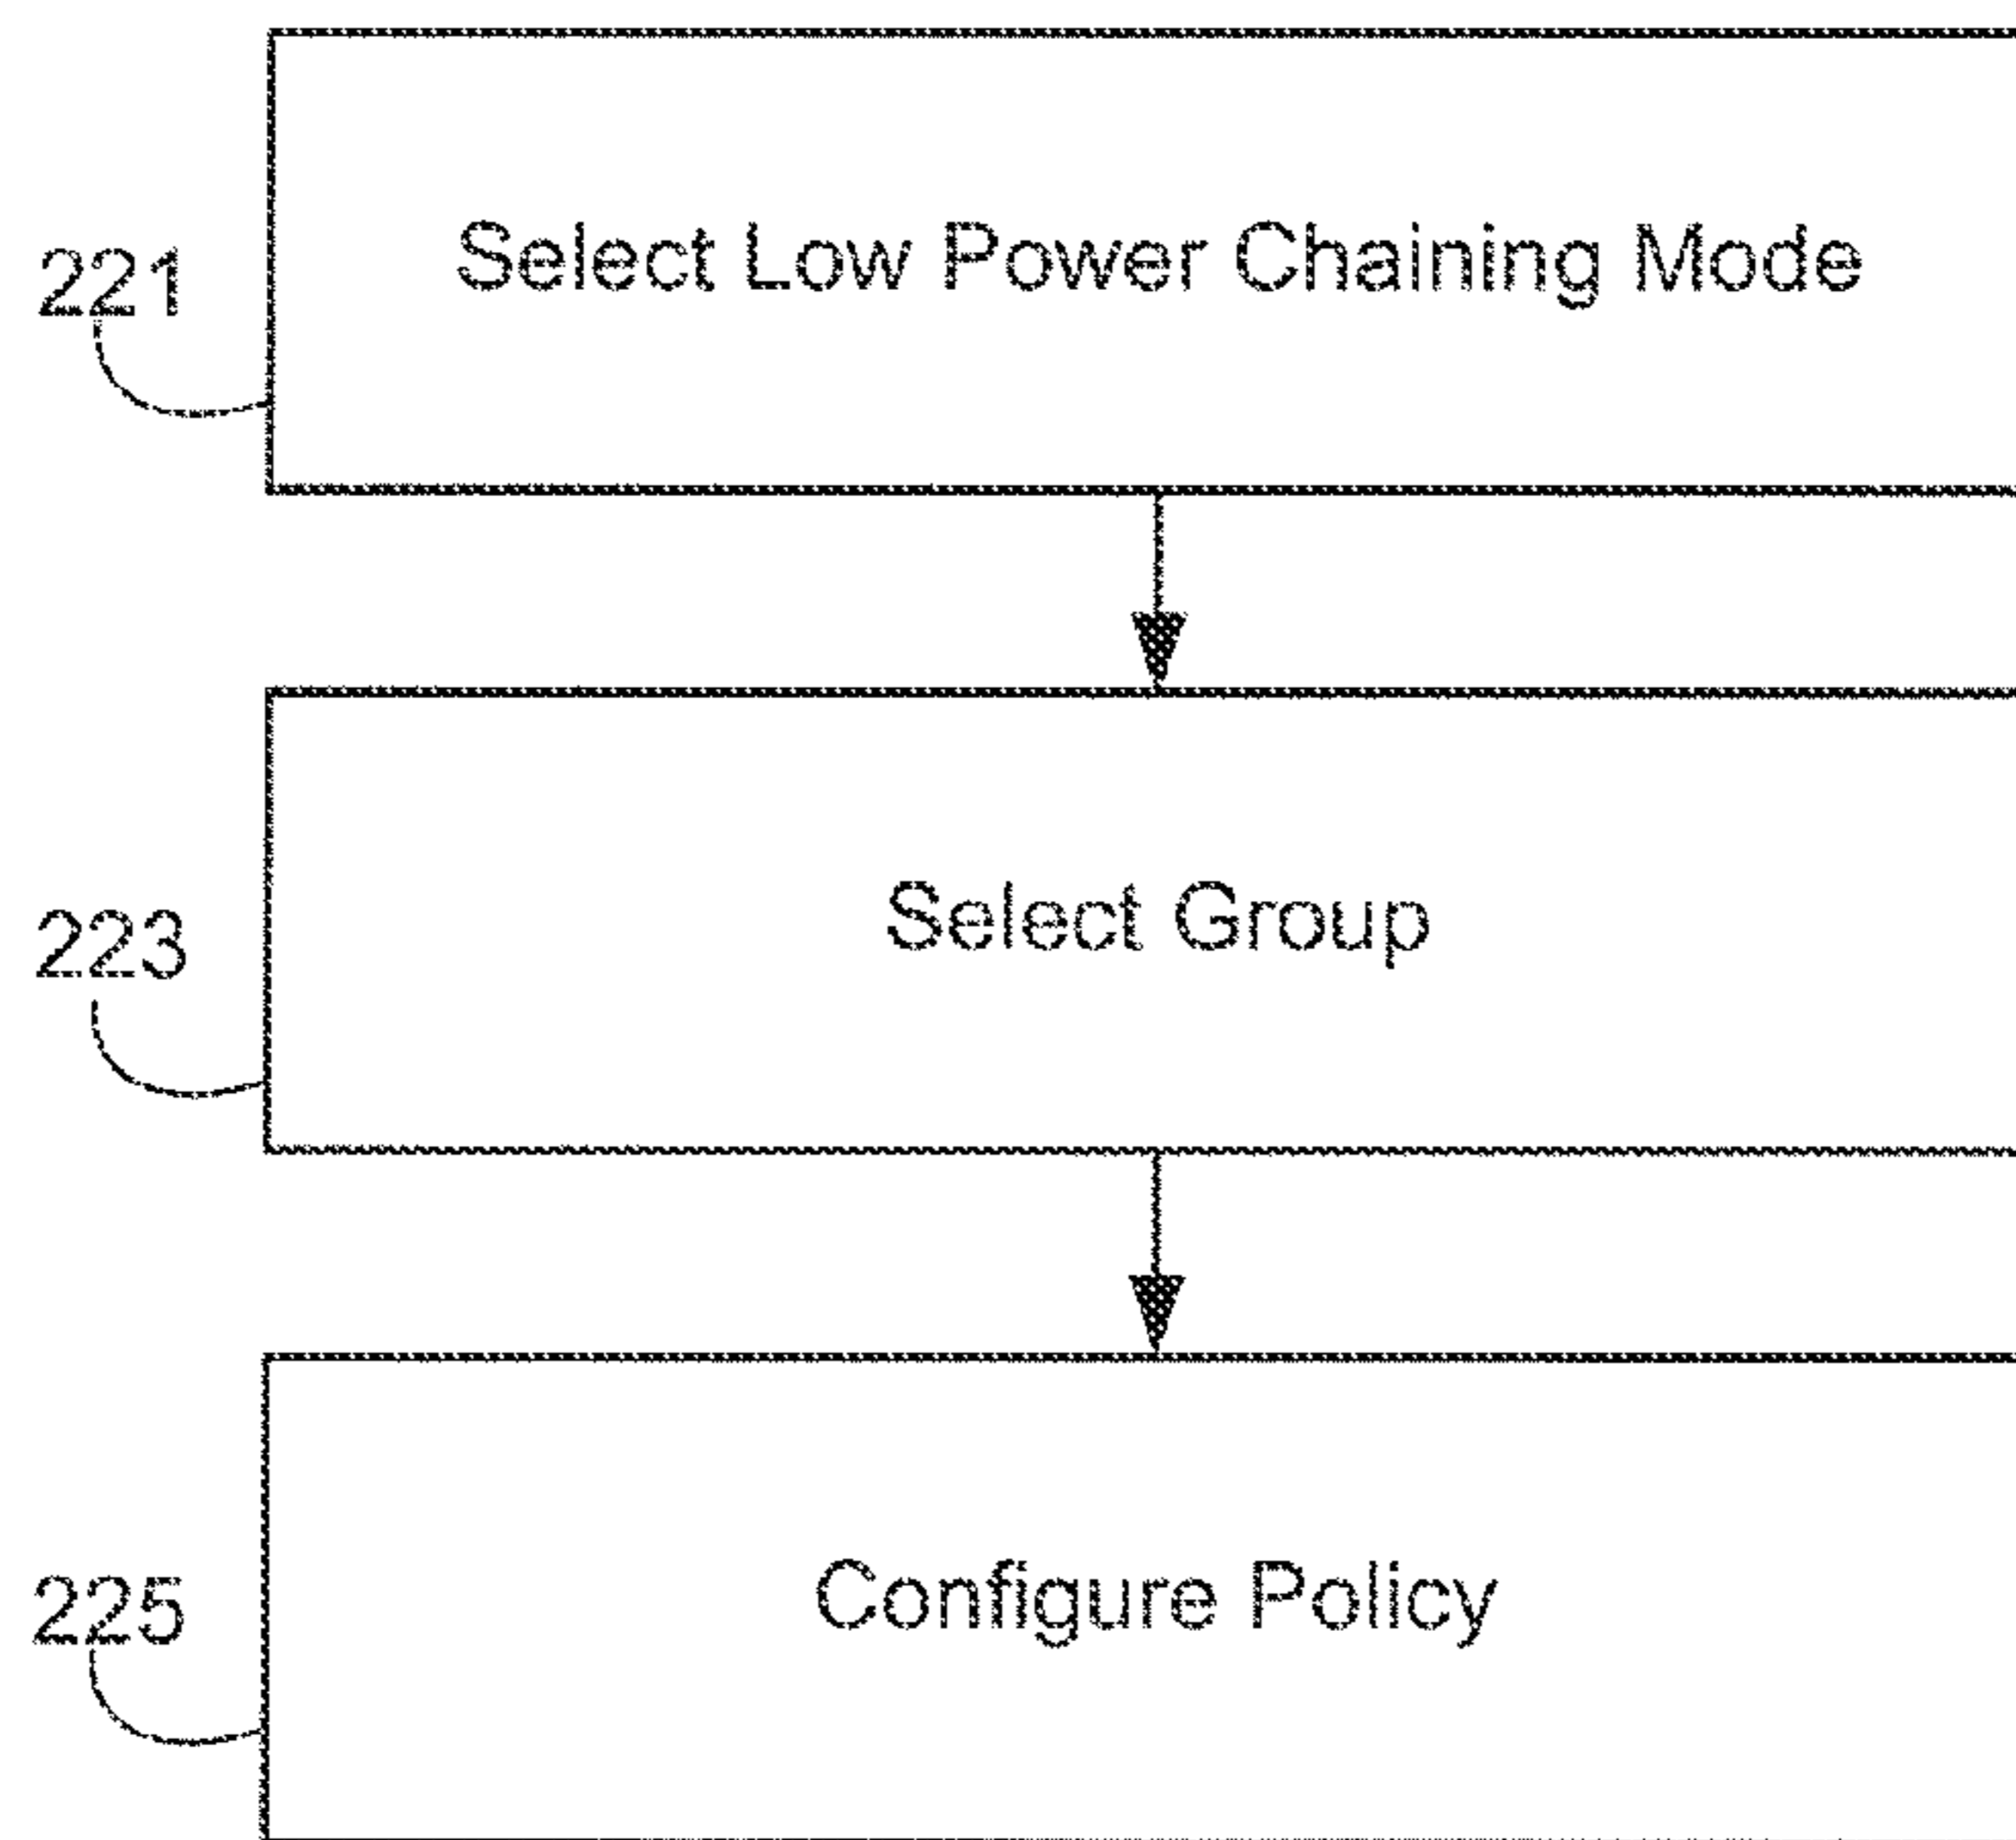 221
Select Low Power Chaining Mode
223
Select Group
225
Configure Policy